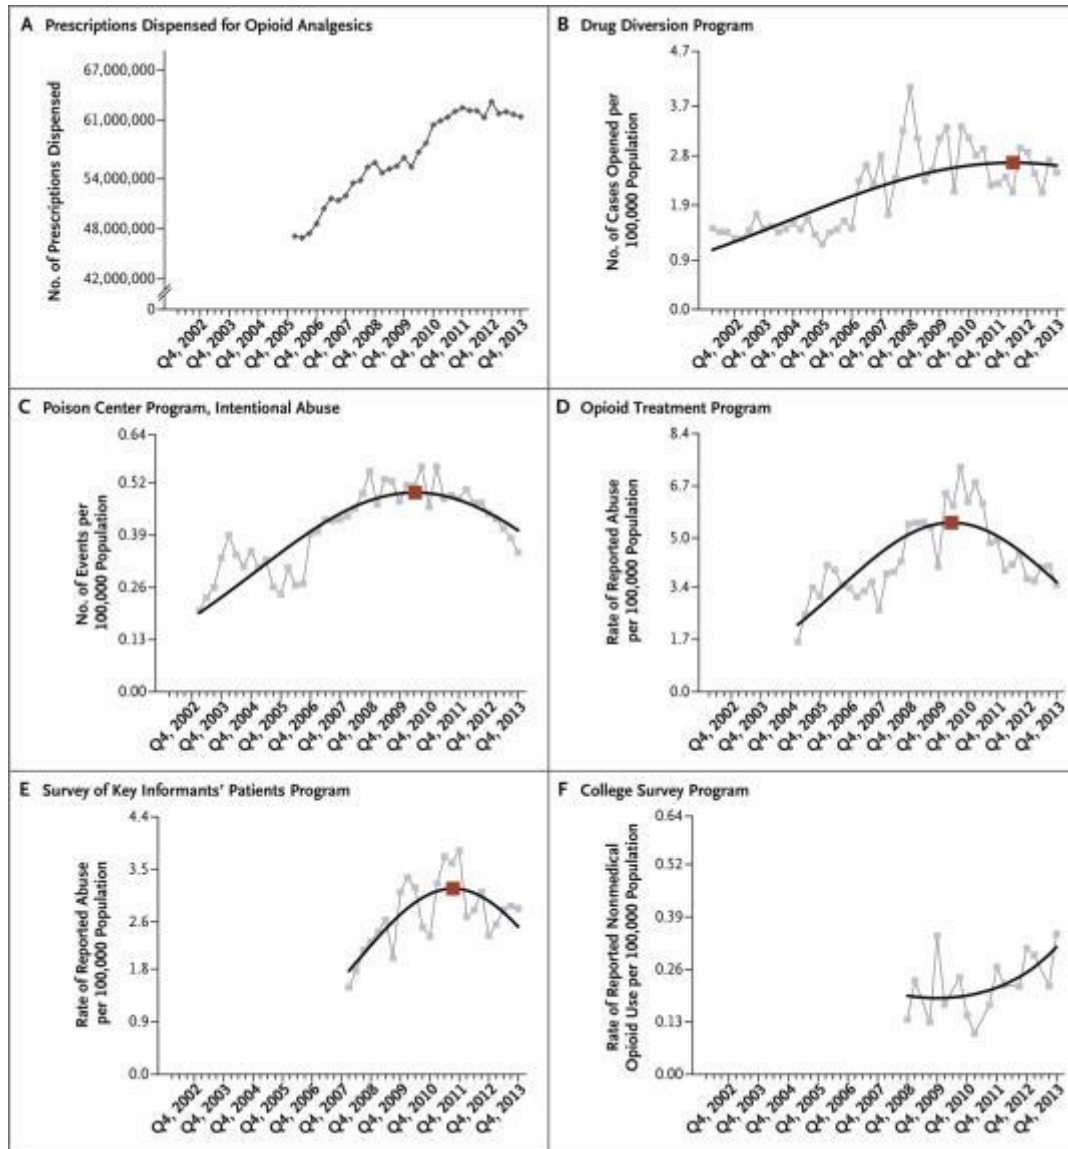 A Prescriptions Dispensed for Opioid Analgesics
No. of Prescriptions Dispensed
67,000,000
61,000,000
54,000,000
48,000,000
42,000,000
0
Q4, 2002
Q4, 2003
Q4, 2004
Q4, 2005
Q4, 2006
Q4, 2007
Q4, 2008
Q4, 2009
Q4, 2010
Q4, 2011
Q4, 2012
Q4, 2013
B Drug Diversion Program
No. of Cases Opened per
100,000 Population
4.7
3.7
2.8
1.9
0.9
0.0
Q4, 2002
Q4, 2003
Q4, 2004
Q4, 2005
Q4, 2006
Q4, 2007
Q4, 2008
Q4, 2009
Q4, 2010
Q4, 2011
Q4, 2012
Q4, 2013
C Poison Center Program, Intentional Abuse
No. of Events per
100,000 Population
0.64
0.52
0.39
0.26
0.13
0.00
Q4, 2002
Q4, 2003
Q4, 2004
Q4, 2005
Q4, 2006
Q4, 2007
Q4, 2008
Q4, 2009
Q4, 2010
Q4, 2011
Q4, 2012
Q4, 2013
D Opioid Treatment Program
Rate of Reported Abuse
per 100,000 Population
8.4
6.7
5.0
3.4
1.7
0.0
Q4, 2002
Q4, 2003
Q4, 2004
Q4, 2005
Q4, 2006
Q4, 2007
Q4, 2008
Q4, 2009
Q4, 2010
Q4, 2011
Q4, 2012
Q4, 2013
E Survey of Key Informants' Patients Program
Rate of Reported Abuse
per 100,000 Population
4.4
3.5
2.6
1.8
0.9
0.0
Q4, 2002
Q4, 2003
Q4, 2004
Q4, 2005
Q4, 2006
Q4, 2007
Q4, 2008
Q4, 2009
Q4, 2010
Q4, 2011
Q4, 2012
Q4, 2013
F College Survey Program
Rate of Reported Nonmedical
Opioid Use per 100,000 Population
0.64
0.52
0.39
0.26
0.13
0.00
Q4, 2002
Q4, 2003
Q4, 2004
Q4, 2005
Q4, 2006
Q4, 2007
Q4, 2008
Q4, 2009
Q4, 2010
Q4, 2011
Q4, 2012
Q4, 2013